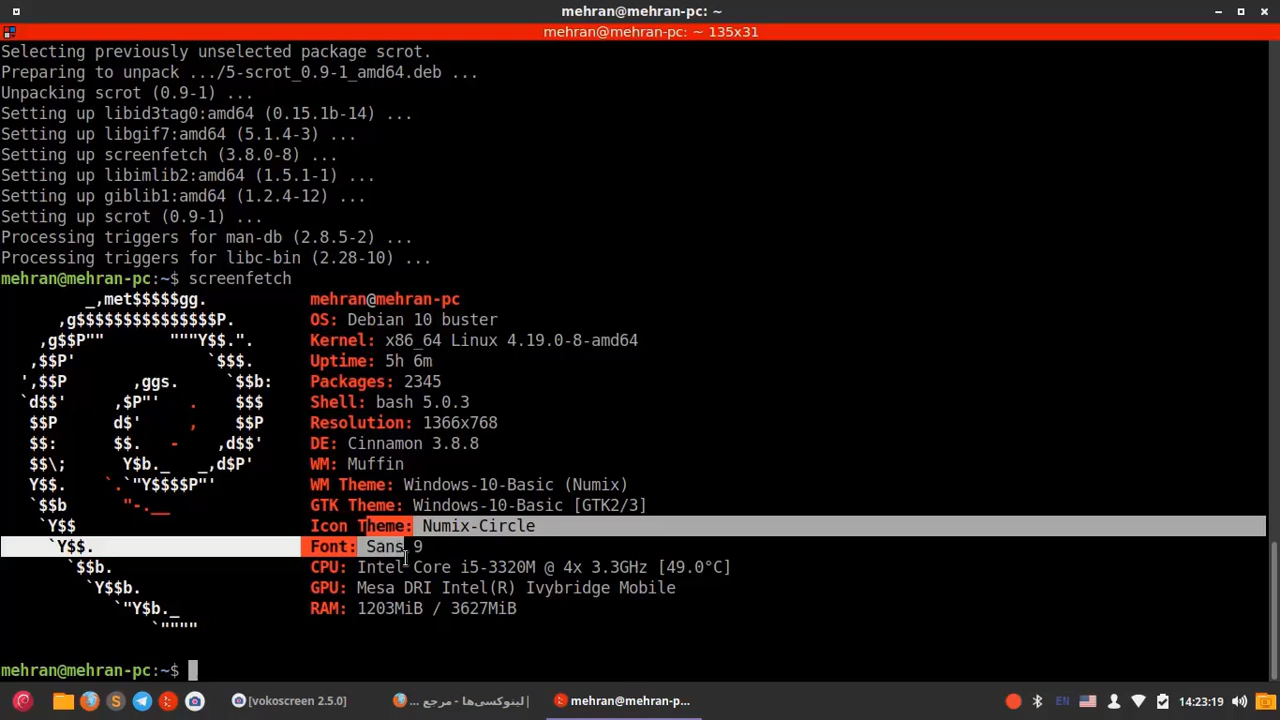 mehran@mehran-pc: ~
mehran@mehran-pc: ~ 135x31
Selecting previously unselected package scrot.
Preparing to unpack .../5-scrot_0.9-1_amd64.deb ...
Unpacking scrot (0.9-1) ...
Setting up libid3tag0:amd64 (0.15.1b-14) ...
Setting up libgif7:amd64 (5.1.4-3) ...
Setting up screenfetch (3.8.0-8) ...
Setting up libimlib2:amd64 (1.5.1-1) ...
Setting up giblib1:amd64 (1.2.4-12) ...
Setting up scrot (0.9-1) ...
Processing triggers for man-db (2.8.5-2) ...
Processing triggers for libc-bin (2.28-10) ...
mehran@mehran-pc:~$ screenfetch
         _,met$$$$$gg.           mehran@mehran-pc
      ,g$$$$$$$$$$$$$$$P.        OS: Debian 10 buster
    ,g$$P""       """Y$$.".      Kernel: x86_64 Linux 4.19.0-8-amd64
   ,$$P'              `$$$.      Uptime: 5h 6m
  ',$$P       ,ggs.     `$$b:    Packages: 2345
  `d$$'     ,$P"'   .    $$$     Shell: bash 5.0.3
   $$P      d$'     ,    $$P     Resolution: 1366x768
   $$:      $$.   -    ,d$$'     DE: Cinnamon 3.8.8
   $$\;      Y$b._   _,d$P'      WM: Muffin
   Y$$.    `.`"Y$$$$P"'          WM Theme: Windows-10-Basic (Numix)
   `$$b      "-.__               GTK Theme: Windows-10-Basic [GTK2/3]
    `Y$$                         Icon Theme: Numix-Circle
     `Y$$.                       Font: Sans 9
       `$$b.                     CPU: Intel Core i5-3320M @ 4x 3.3GHz [49.0°C]
         `Y$$b.                  GPU: Mesa DRI Intel(R) Ivybridge Mobile
            `"Y$b._              RAM: 1203MiB / 3627MiB
                `""""
mehran@mehran-pc:~$
[vokoscreen 2.5.0] لینوکسی‌ها - مرجع ... mehran@mehran-p... EN 14:23:19